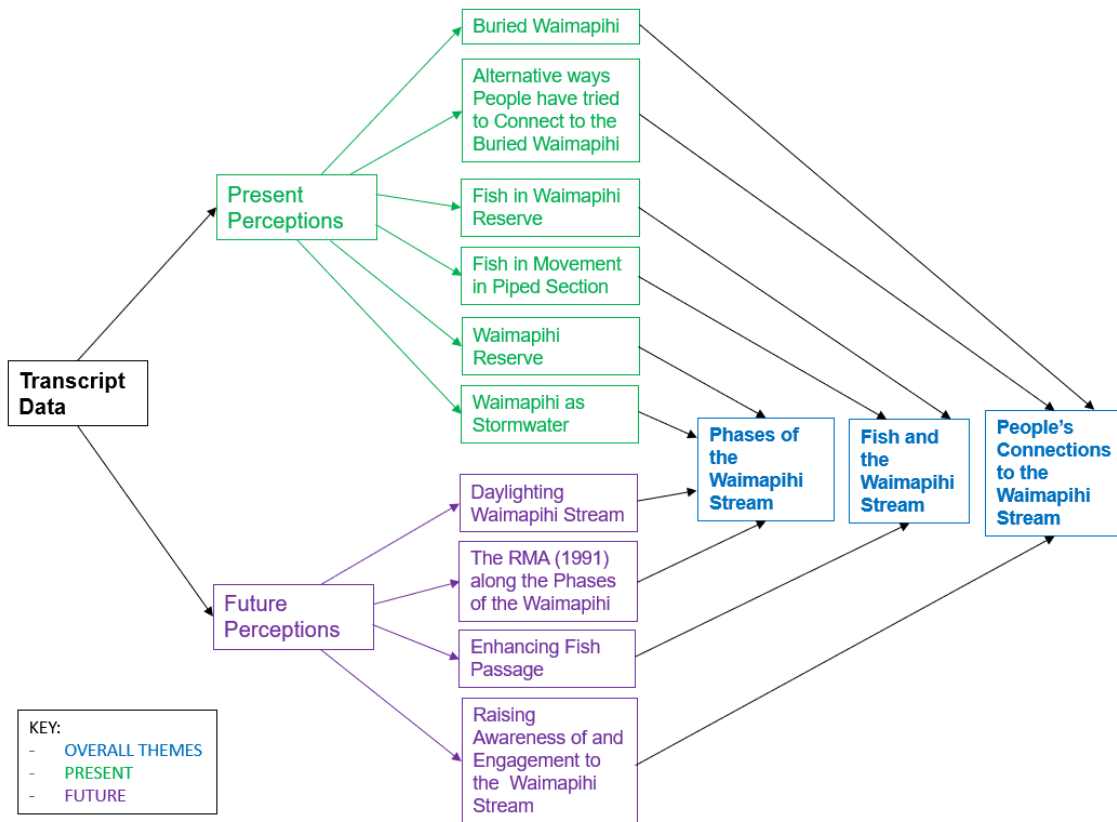 Transcript
Data
Present
Perceptions
Buried Waimapihi
Alternative ways
People have tried
to Connect to the
Buried Waimapihi
Fish in Waimapihi
Reserve
Fish in Movement
in Piped Section
Waimapihi
Reserve
Waimapihi as
Stormwater
Future
Perceptions
Daylighting
Waimapihi Stream
The RMA (1991)
along the Phases
of the Waimapihi
Enhancing Fish
Passage
Raising
Awareness of and
Engagement to
the Waimapihi
Stream
Phases of
the
Waimapihi
Stream
Fish and
the
Waimapihi
Stream
People's
Connections
to the
Waimapihi
Stream
KEY:
- OVERALL THEMES
- PRESENT
- FUTURE